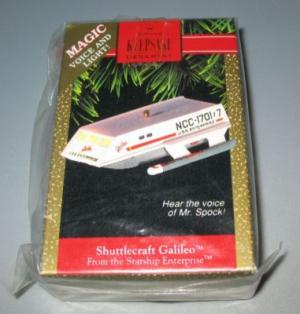 MAGIC
VOICE AND
LIGHT!
KEEPSAKE
ORNAMENT
NCC-1701/7
Hear the voice
of Mr. Spock!
Shuttlecraft Galileo™
From the Starship Enterprise™